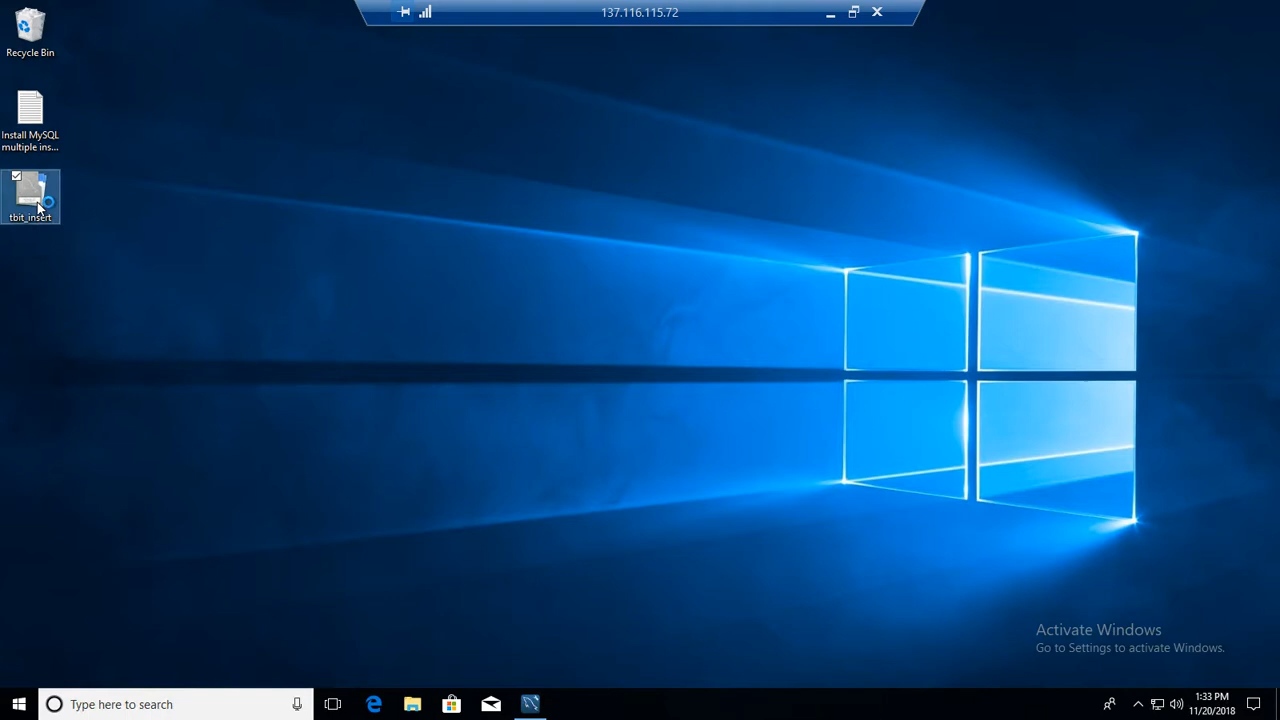 137.116.115.72
Recycle Bin
Install MySQL
multiple ins...
tbit_insert
Activate Windows
Go to Settings to activate Windows.
Type here to search
1:33 PM
11/20/2018